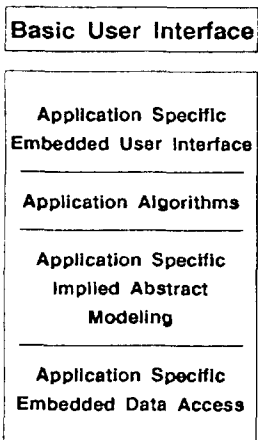 Basic User Interface
Application Specific
Embedded User Interface
Application Algorithms
Application Specific
Implied Abstract
Modeling
Application Specific
Embedded Data Access